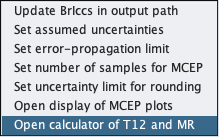 Update BrIccs in output path
Set assumed uncertainties
Set error-propagation limit
Set number of samples for MCEP
Set uncertainty limit for rounding
Open display of MCEP plots
Open calculator of T12 and MR